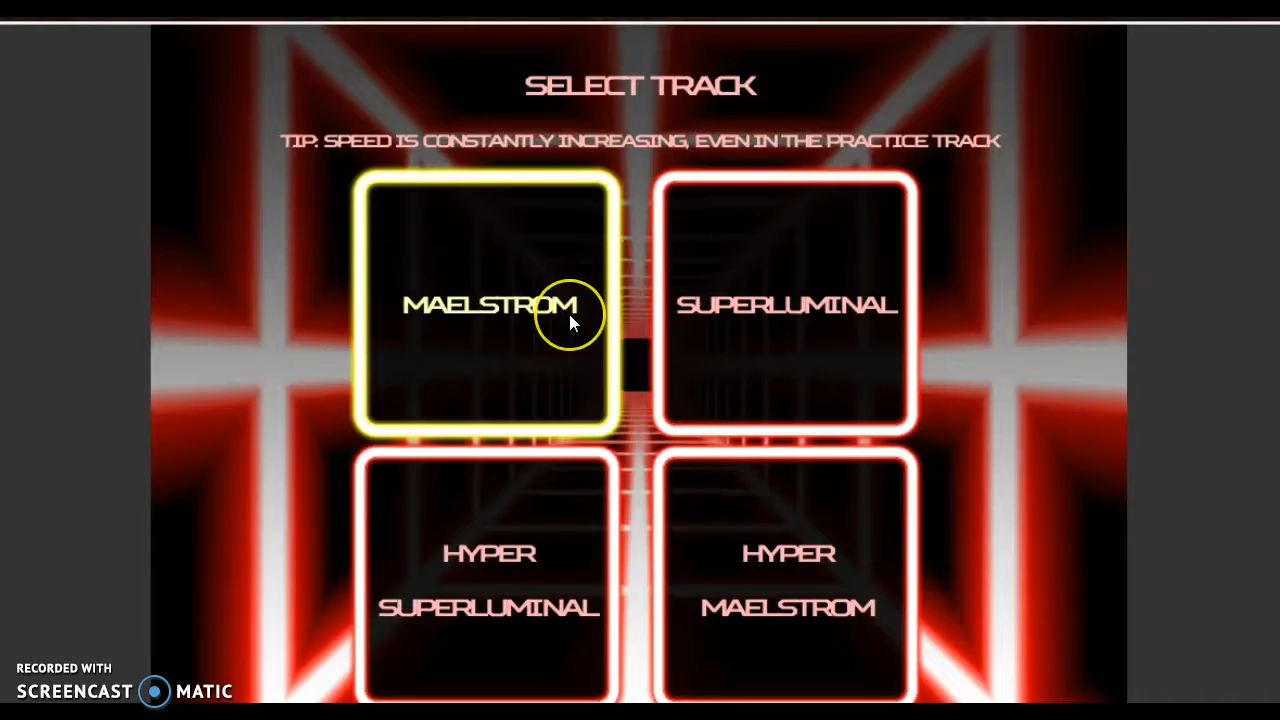 SELECT TRACK
TIP: SPEED IS CONSTANTLY INCREASING, EVEN IN THE PRACTICE TRACK
MAELSTROM
SUPERLUMINAL
HYPER
SUPERLUMINAL
HYPER
MAELSTROM
RECORDED WITH
SCREENCAST MATIC